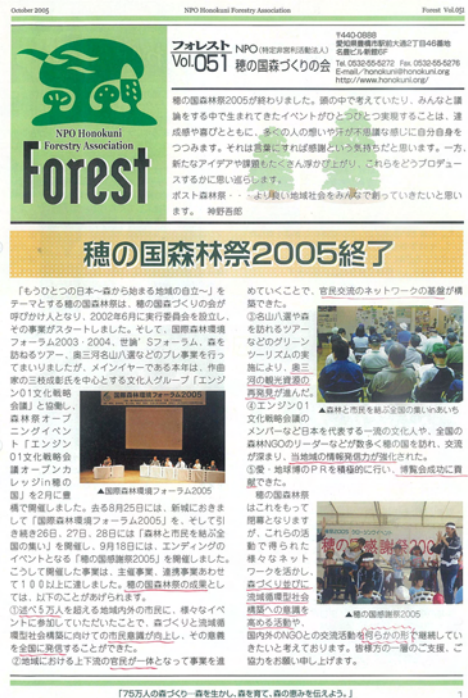 October 2005
NPO Honokuni Forestry Association
Forest Vol.051
NPO Honokuni
Forestry Association
Forest
フォレスト
Vol.051
NPO(特定非営利活動法人)
穂の国森づくりの会
〒440-0888
愛知県豊橋市駅前大通2丁目46番地
名豊ビル新館6F
Tel. 0532-55-5272 Fax. 0532-55-5276
E-mail／honokuni@honokuni.org
http://www.honokuni.org/
穂の国森林祭2005が終わりました。頭の中で考えていたり、みんなと議
論をする中で生まれてきたイベントがひとつひとつ実現することは、達
成感や喜びとともに、多くの人の想いや汗が不思議な感じに自分自身を
つつみます。それは言葉にすれば感謝という気持ちだと思います。一方、
新たなアイデアや課題もたくさん浮かび上がり、これらをどうプロデュー
スするかに思い巡らします。
ポスト森林祭・・・より良い地域社会をみんなで創っていきたいと思い
ます。 神野吾郎
穂の国森林祭2005終了
「もうひとつの日本～森から始まる地域の自立～」を
テーマとする穂の国森林祭は、穂の国森づくりの会が
呼びかけ人となり、2002年6月に実行委員会を設立し、
その事業がスタートしました。そして、国際森林環境
フォーラム2003・2004、世論'Sフォーラム、森を
訪ねるツアー、奥三河名山八選などのプレ事業を行っ
てまいりましたが、メインイヤーである本年は、作曲
家の三枝成彰氏を中心とする文化人グループ「エンジ
ン01文化戦略
会議」と協働し、
森林祭オープ
ニングイベン
ト「エンジン
01文化戦略会
議オープンカ
レッジin穂の
国」を2月に豊
▲国際森林環境フォーラム2005
橋で開催しました。去る8月25日には、新城におきま
して「国際森林環境フォーラム2005」を、そして引
き続き26日、27日、28日には「森林と市民を結ぶ全
国の集い」を開催し、9月18日には、エンディングの
イベントとなる「穂の国感謝祭2005」を開催しました。
こうして開催した事業は、主催事業、連携事業あわせ
て100以上に達しました。穂の国森林祭の成果とし
ては、以下のことがあげられます。
①述べ5万人を超える地域内外の市民に、様々なイベ
ントに参加していただいたことで、森づくりと流域循
環型社会構築に向けての市民意識が向上し、その意義
を全国に発信することができた。
②地域における上下流の官民が一体となって事業を進
めていくことで、官民交流のネットワークの基盤が構
築できた。
③名山八選や森
を訪れるツアー
などのグリーン
ツーリズムの実
施により、奥三
河の観光資源の
再発見が進んだ。
④エンジン01
文化戦略会議の
▲森林と市民を結ぶ全国の集いinあいち
メンバーなど日本を代表する一流の文化人や、全国の
森林NGOのリーダーなどが数多く穂の国を訪れ、交流
が深まり、当地域の情報発信力が強化された。
⑤愛・地球博のPRを積極的に行い、博覧会成功に貢
献できた。
穂の国森林祭
はこれをもって
閉幕となります
が、これらの活
動で得られた
様々なネット
ワークを活かし、
森づくり並びに
流域循環型社会
構築への意識を
高める活動や、
▲穂の国感謝祭2005
国内外のNGOとの交流活動を何らかの形で継続してい
きたいと考えております。皆様方の一層のご支援、ご
協力をお願い申し上げます。
「75万人の森づくり―森を生かし、森を育て、森の恵みを伝えよう。」
1